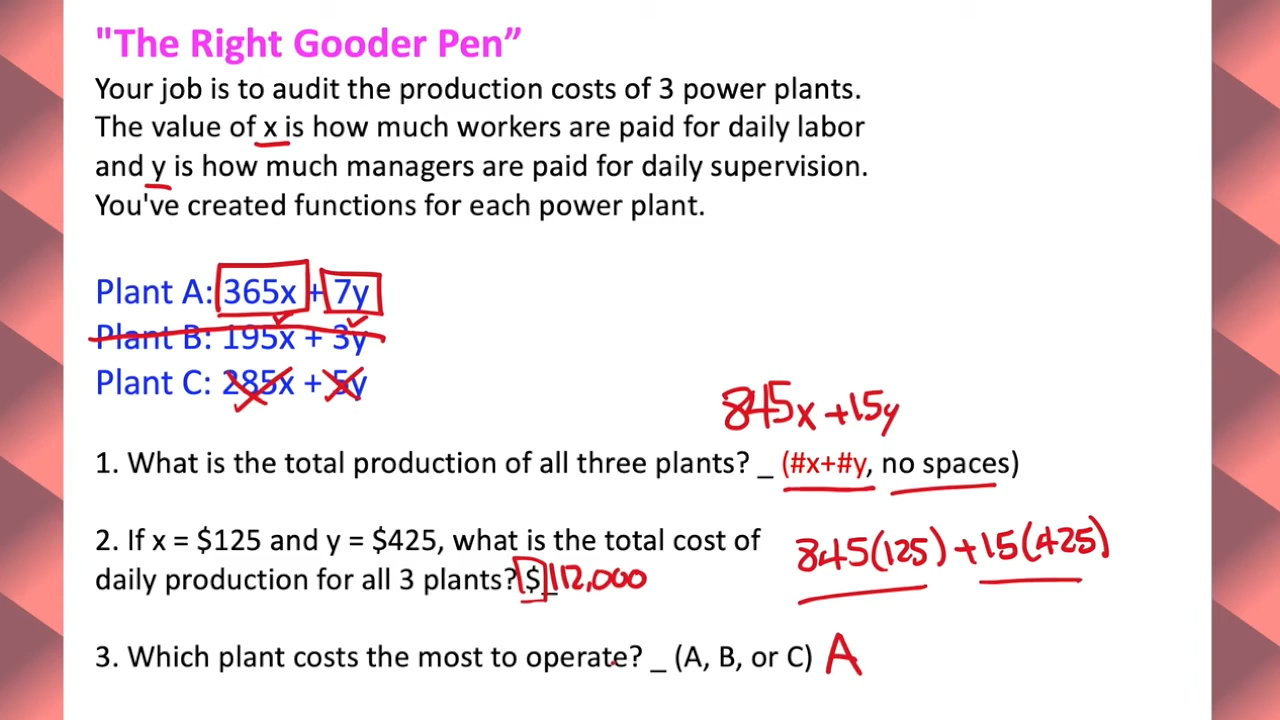 "The Right Gooder Pen”
Your job is to audit the production costs of 3 power plants.
The value of x is how much workers are paid for daily labor
and y is how much managers are paid for daily supervision.
You've created functions for each power plant.
Plant A: 365x + 7y
Plant B: 195x + 3y
Plant C: 285x + 5y
845x+15y
1. What is the total production of all three plants? _ (#x+#y, no spaces)
2. If x = $125 and y = $425, what is the total cost of
845(125)+15(425)
daily production for all 3 plants? $_112,000
3. Which plant costs the most to operate? _ (A, B, or C) A